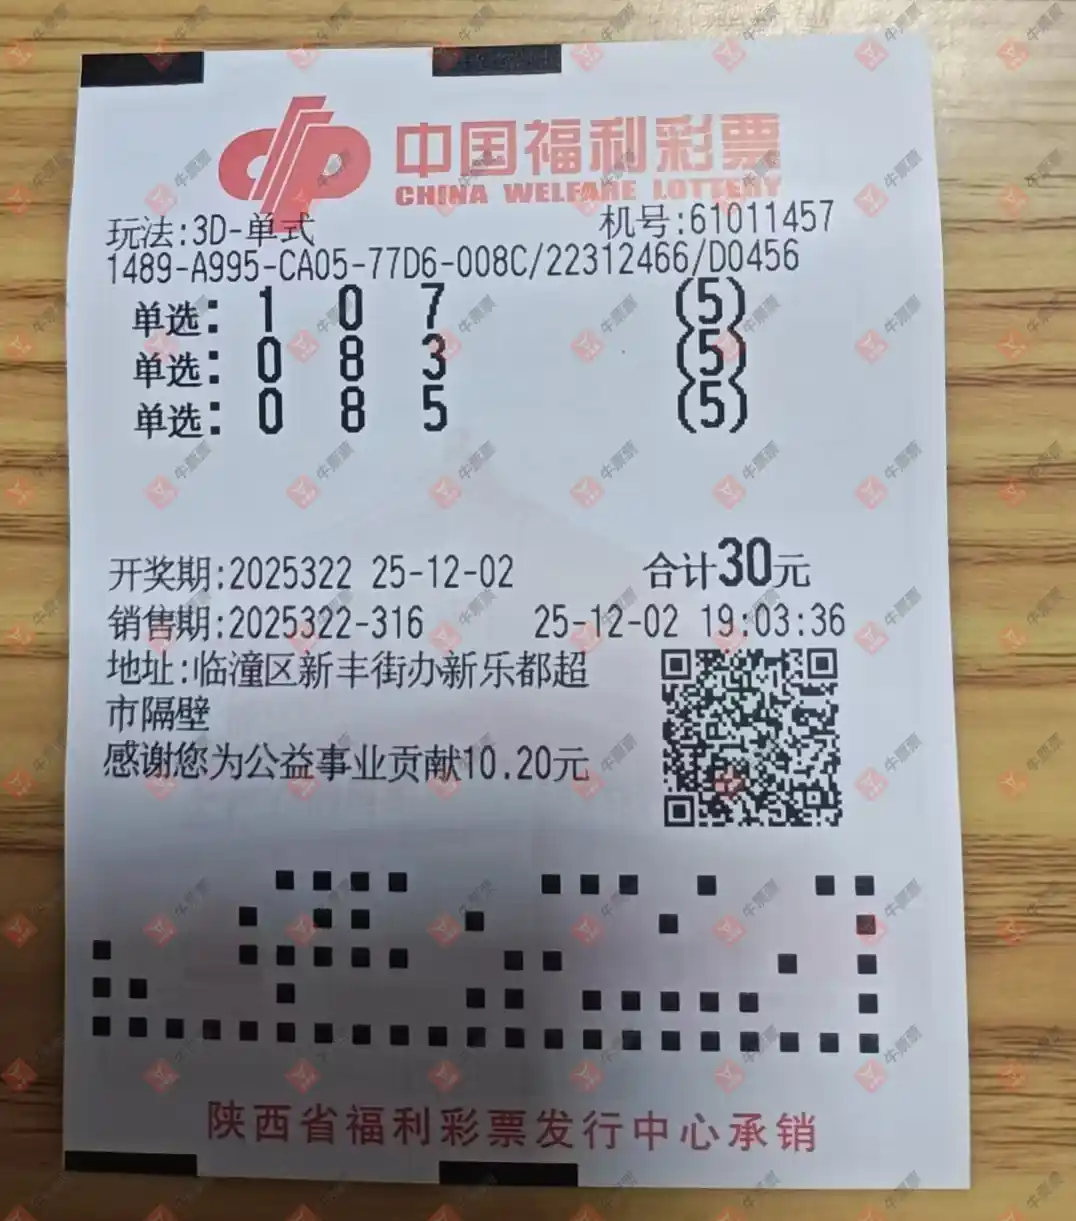 中国福利彩票
CHINA WELFARE LOTTERY
玩法:3D-单式 机号:61011457
1489-A995-CA05-77D6-008C/22312466/D0456
单选: 1 0 7 (5)
单选: 0 8 3 (5)
单选: 0 8 5 (5)
开奖期:2025322 25-12-02 合计30元
销售期:2025322-316 25-12-02 19:03:36
地址:临潼区新丰街办新乐都超
市隔壁
感谢您为公益事业贡献10.20元
陕西省福利彩票发行中心承销
牛票票